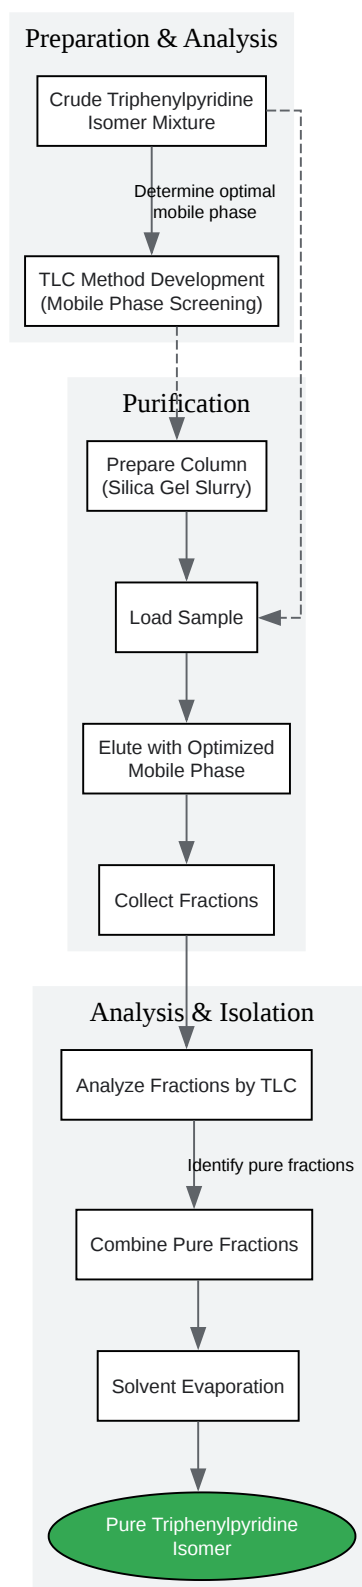 Preparation & Analysis
Crude Triphenylpyridine
Isomer Mixture
Determine optimal
mobile phase
TLC Method Development
(Mobile Phase Screening)
Purification
Prepare Column
(Silica Gel Slurry)
Load Sample
Elute with Optimized
Mobile Phase
Collect Fractions
Analysis & Isolation
Analyze Fractions by TLC
Identify pure fractions
Combine Pure Fractions
Solvent Evaporation
Pure Triphenylpyridine
Isomer